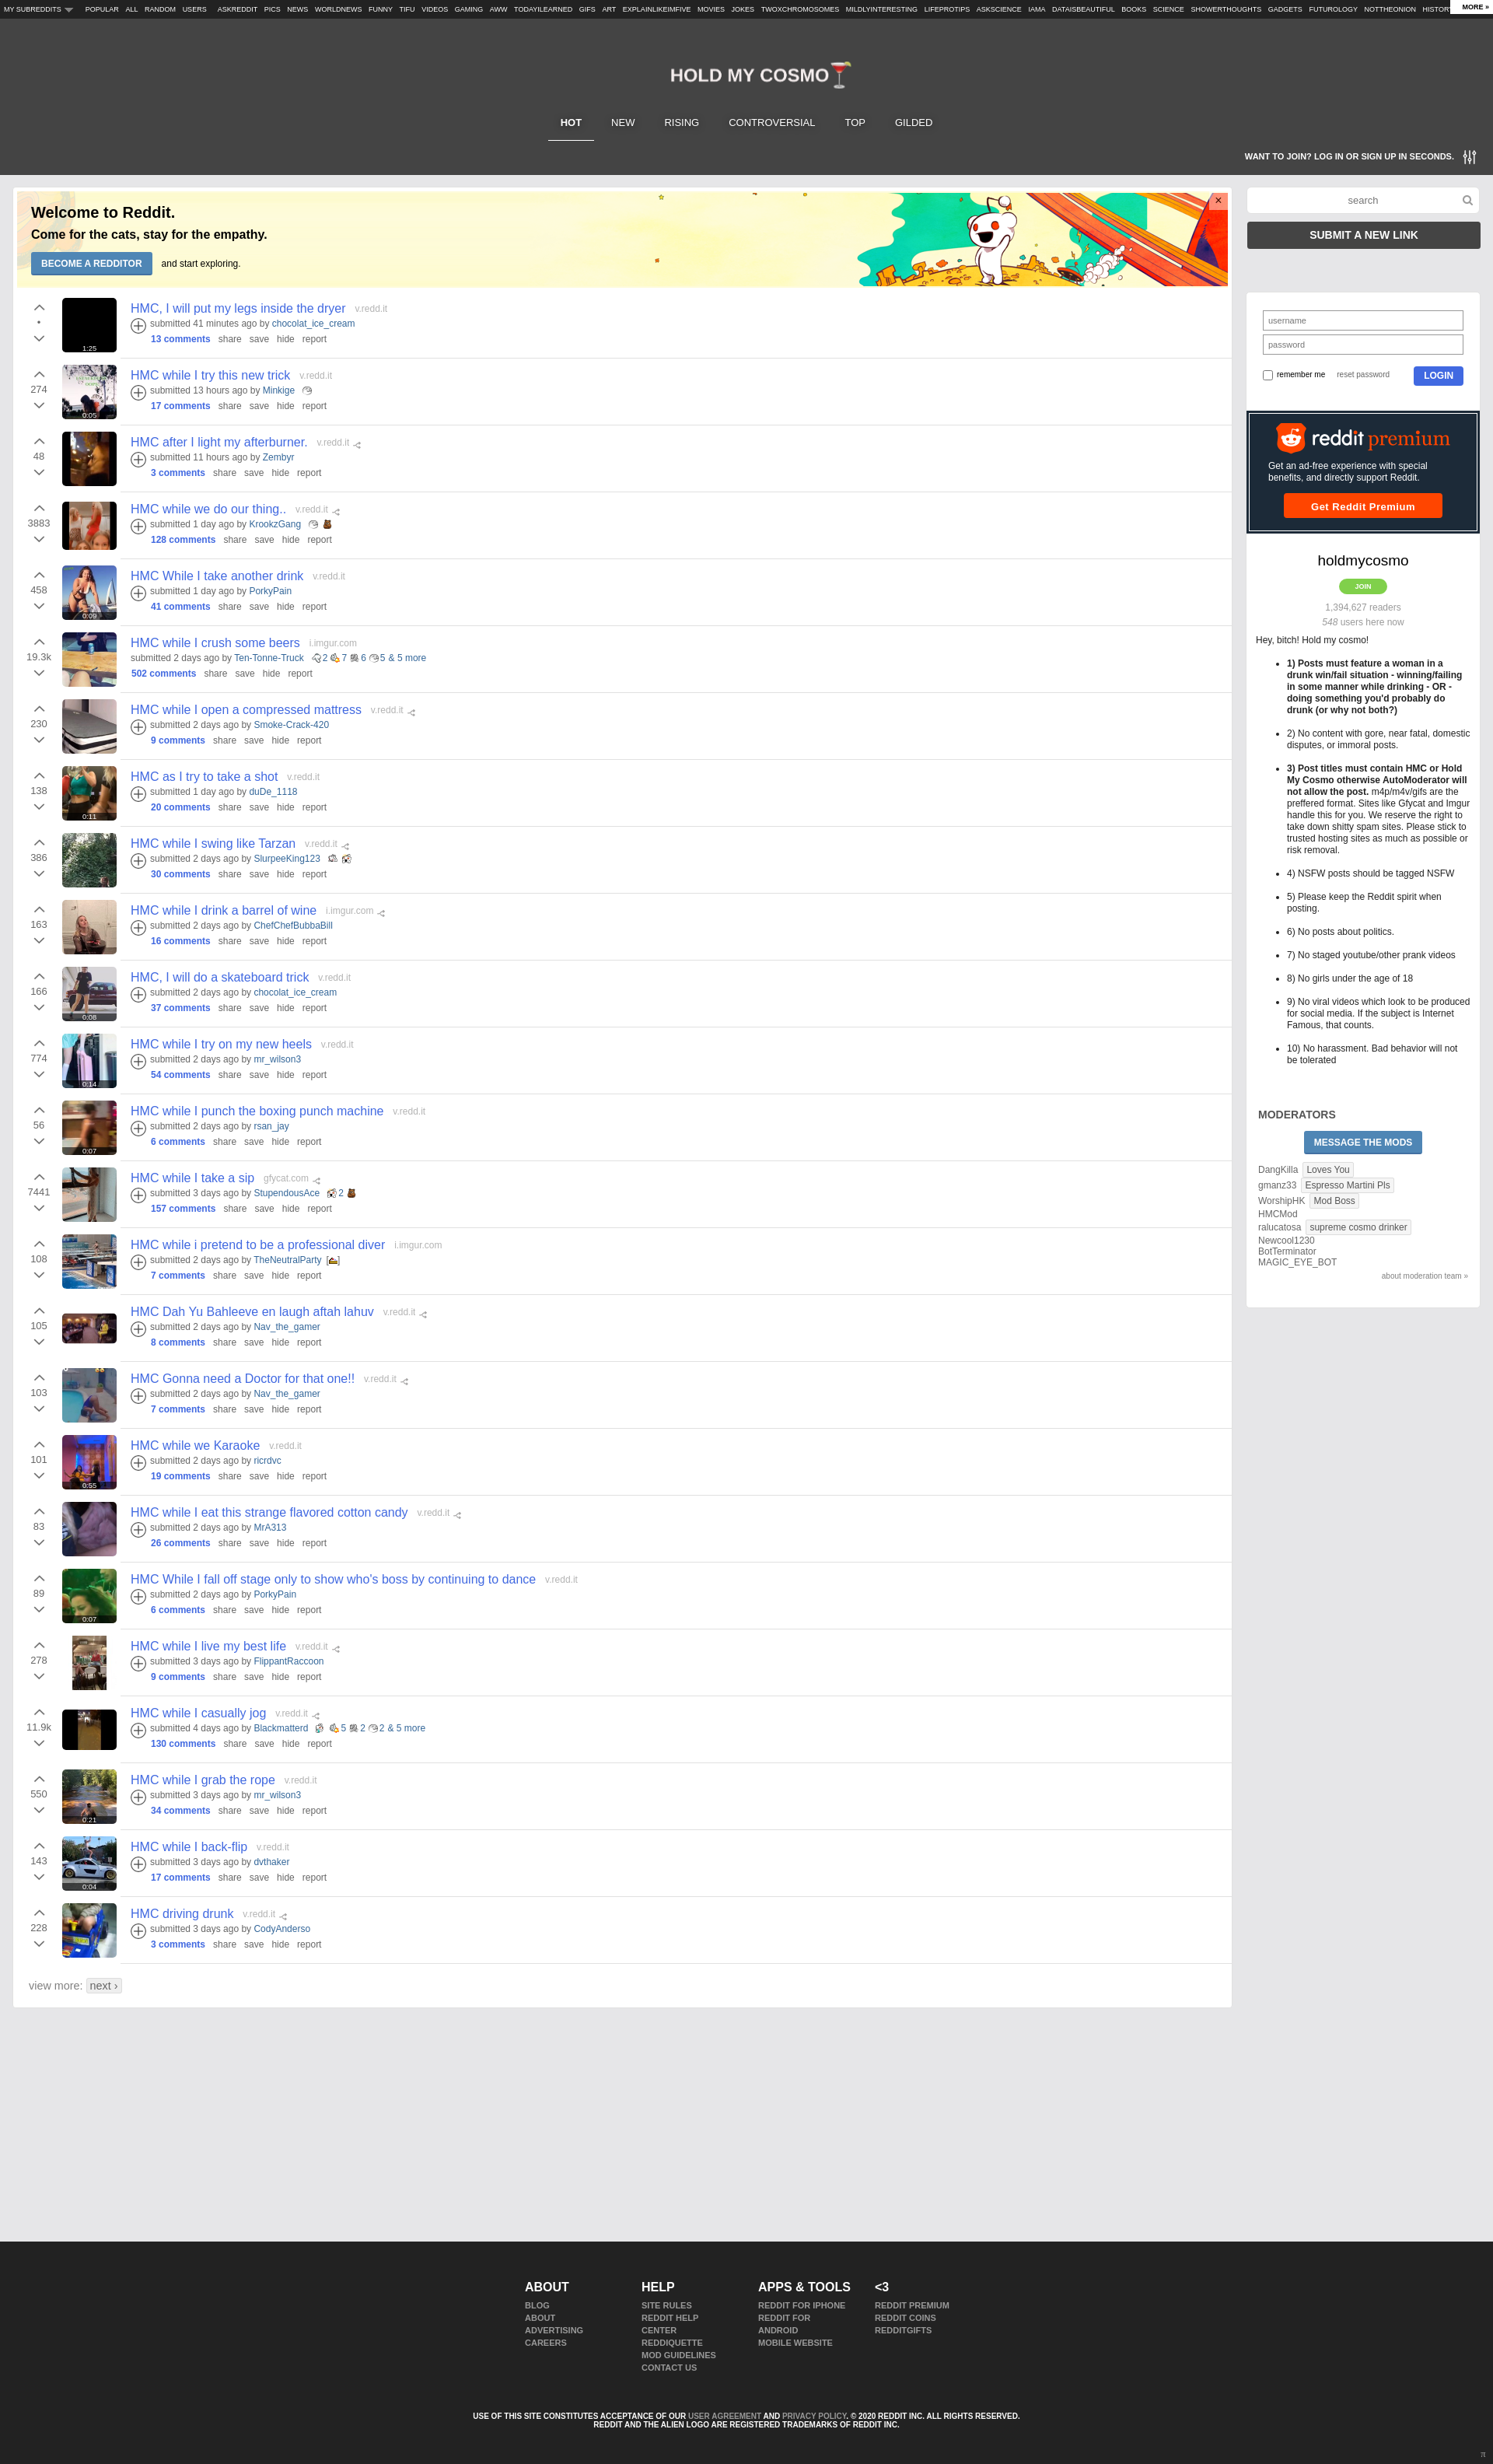 MY SUBREDDITS POPULAR ALL RANDOM USERS ASKREDDIT PICS NEWS WORLDNEWS FUNNY TIFU VIDEOS GAMING AWW TODAYILEARNED GIFS ART EXPLAINLIKEIMFIVE MOVIES JOKES TWOXCHROMOSOMES MILDLYINTERESTING LIFEPROTIPS ASKSCIENCE IAMA DATAISBEAUTIFUL BOOKS SCIENCE SHOWERTHOUGHTS GADGETS FUTUROLOGY NOTTHEONION HISTORY MORE »
HOLD MY COSMO
HOT NEW RISING CONTROVERSIAL TOP GILDED
WANT TO JOIN? LOG IN OR SIGN UP IN SECONDS.
Welcome to Reddit.
Come for the cats, stay for the empathy.
BECOME A REDDITOR and start exploring.
×
HMC, I will put my legs inside the dryer v.redd.it
•
submitted 41 minutes ago by chocolat_ice_cream
1:25
13 comments share save hide report
HMC while I try this new trick v.redd.it
274
submitted 13 hours ago by Minkige
0:05
17 comments share save hide report
HMC after I light my afterburner. v.redd.it
48
submitted 11 hours ago by Zembyr
3 comments share save hide report
HMC while we do our thing.. v.redd.it
3883
submitted 1 day ago by KrookzGang
128 comments share save hide report
HMC While I take another drink v.redd.it
458
submitted 1 day ago by PorkyPain
0:09
41 comments share save hide report
HMC while I crush some beers i.imgur.com
19.3k
submitted 2 days ago by Ten-Tonne-Truck 2 7 6 5 & 5 more
502 comments share save hide report
HMC while I open a compressed mattress v.redd.it
230
submitted 2 days ago by Smoke-Crack-420
9 comments share save hide report
HMC as I try to take a shot v.redd.it
138
submitted 1 day ago by duDe_1118
0:11
20 comments share save hide report
HMC while I swing like Tarzan v.redd.it
386
submitted 2 days ago by SlurpeeKing123
30 comments share save hide report
HMC while I drink a barrel of wine i.imgur.com
163
submitted 2 days ago by ChefChefBubbaBill
16 comments share save hide report
HMC, I will do a skateboard trick v.redd.it
166
submitted 2 days ago by chocolat_ice_cream
0:08
37 comments share save hide report
HMC while I try on my new heels v.redd.it
774
submitted 2 days ago by mr_wilson3
0:14
54 comments share save hide report
HMC while I punch the boxing punch machine v.redd.it
56
submitted 2 days ago by rsan_jay
0:07
6 comments share save hide report
HMC while I take a sip gfycat.com
7441
submitted 3 days ago by StupendousAce 2
157 comments share save hide report
HMC while i pretend to be a professional diver i.imgur.com
108
submitted 2 days ago by TheNeutralParty []
7 comments share save hide report
HMC Dah Yu Bahleeve en laugh aftah lahuv v.redd.it
105
submitted 2 days ago by Nav_the_gamer
8 comments share save hide report
HMC Gonna need a Doctor for that one!! v.redd.it
103
submitted 2 days ago by Nav_the_gamer
7 comments share save hide report
HMC while we Karaoke v.redd.it
101
submitted 2 days ago by ricrdvc
0:55
19 comments share save hide report
HMC while I eat this strange flavored cotton candy v.redd.it
83
submitted 2 days ago by MrA313
26 comments share save hide report
HMC While I fall off stage only to show who's boss by continuing to dance v.redd.it
89
submitted 2 days ago by PorkyPain
0:07
6 comments share save hide report
HMC while I live my best life v.redd.it
278
submitted 3 days ago by FlippantRaccoon
9 comments share save hide report
HMC while I casually jog v.redd.it
11.9k
submitted 4 days ago by Blackmatterd 5 2 2 & 5 more
130 comments share save hide report
HMC while I grab the rope v.redd.it
550
submitted 3 days ago by mr_wilson3
0:21
34 comments share save hide report
HMC while I back-flip v.redd.it
143
submitted 3 days ago by dvthaker
0:04
17 comments share save hide report
HMC driving drunk v.redd.it
228
submitted 3 days ago by CodyAnderso
3 comments share save hide report
view more: next ›
search
SUBMIT A NEW LINK
username
password
remember me reset password LOGIN
reddit premium
Get an ad-free experience with special
benefits, and directly support Reddit.
Get Reddit Premium
holdmycosmo
JOIN
1,394,627 readers
548 users here now
Hey, bitch! Hold my cosmo!
• 1) Posts must feature a woman in a
drunk win/fail situation - winning/failing
in some manner while drinking - OR -
doing something you'd probably do
drunk (or why not both?)
• 2) No content with gore, near fatal, domestic
disputes, or immoral posts.
• 3) Post titles must contain HMC or Hold
My Cosmo otherwise AutoModerator will
not allow the post. m4p/m4v/gifs are the
preffered format. Sites like Gfycat and Imgur
handle this for you. We reserve the right to
take down shitty spam sites. Please stick to
trusted hosting sites as much as possible or
risk removal.
• 4) NSFW posts should be tagged NSFW
• 5) Please keep the Reddit spirit when
posting.
• 6) No posts about politics.
• 7) No staged youtube/other prank videos
• 8) No girls under the age of 18
• 9) No viral videos which look to be produced
for social media. If the subject is Internet
Famous, that counts.
• 10) No harassment. Bad behavior will not
be tolerated
MODERATORS
MESSAGE THE MODS
DangKilla Loves You
gmanz33 Espresso Martini Pls
WorshipHK Mod Boss
HMCMod
ralucatosa supreme cosmo drinker
Newcool1230
BotTerminator
MAGIC_EYE_BOT
about moderation team »
ABOUT
BLOG
ABOUT
ADVERTISING
CAREERS
HELP
SITE RULES
REDDIT HELP
CENTER
REDDIQUETTE
MOD GUIDELINES
CONTACT US
APPS & TOOLS
REDDIT FOR IPHONE
REDDIT FOR
ANDROID
MOBILE WEBSITE
<3
REDDIT PREMIUM
REDDIT COINS
REDDITGIFTS
USE OF THIS SITE CONSTITUTES ACCEPTANCE OF OUR USER AGREEMENT AND PRIVACY POLICY. © 2020 REDDIT INC. ALL RIGHTS RESERVED.
REDDIT AND THE ALIEN LOGO ARE REGISTERED TRADEMARKS OF REDDIT INC.
π